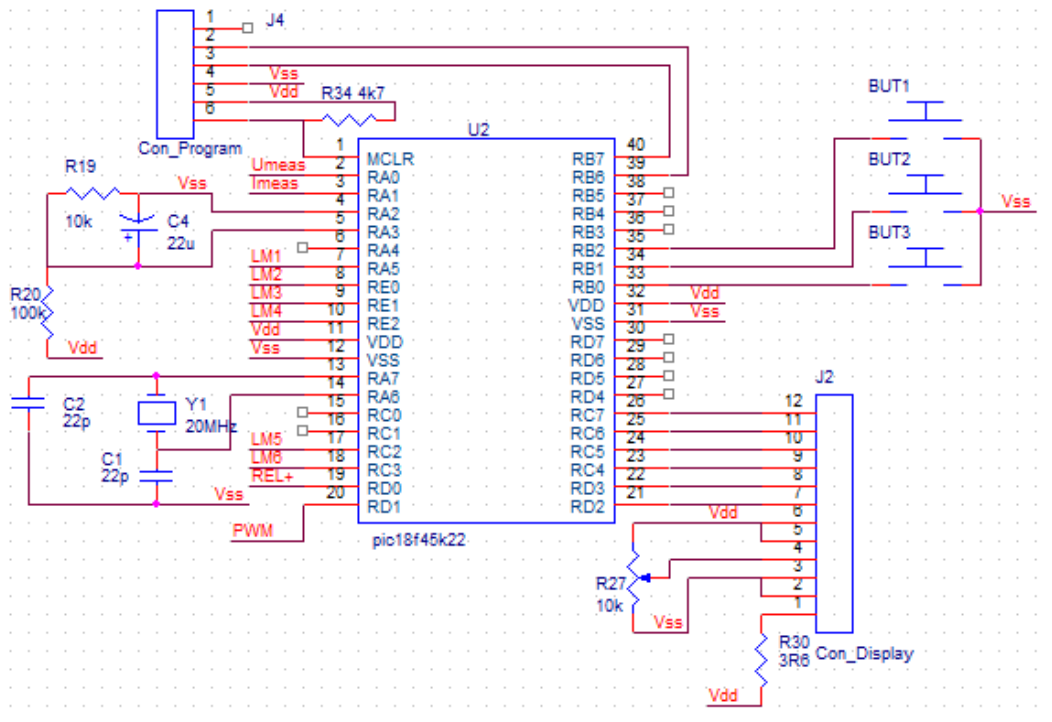 1
2
3
4
5
6
J4
Con_Program
Vss
Vdd
R34 4k7
U2
R19
10k
Vss
C4
22u
+
R20
100k
Vdd
Umeas
Imeas
LM1
LM2
LM3
LM4
Vdd
Vss
C2
22p
Y1
20MHz
C1
22p
Vss
LM5
LM6
REL+
PWM
1 MCLR
2 RA0
3 RA1
4 RA2
5 RA3
6 RA4
7 RA5
8 RE0
9 RE1
10 RE2
11 VDD
12 VSS
13 RA7
14 RA6
15 RC0
16 RC1
17 RC2
18 RC3
19 RD0
20 RD1
40 RB7
39 RB6
38 RB5
37 RB4
36 RB3
35 RB2
34 RB1
33 RB0
32 VDD
31 VSS
30 RD7
29 RD6
28 RD5
27 RD4
26 RC7
25 RC6
24 RC5
23 RC4
22 RD3
21 RD2
pic18f45k22
BUT1
BUT2
BUT3
Vss
Vdd
Vss
J2
12
11
10
9
8
7
6
5
4
3
2
1
Con_Display
Vdd
R27
10k
Vss
R30
3R6
Vdd